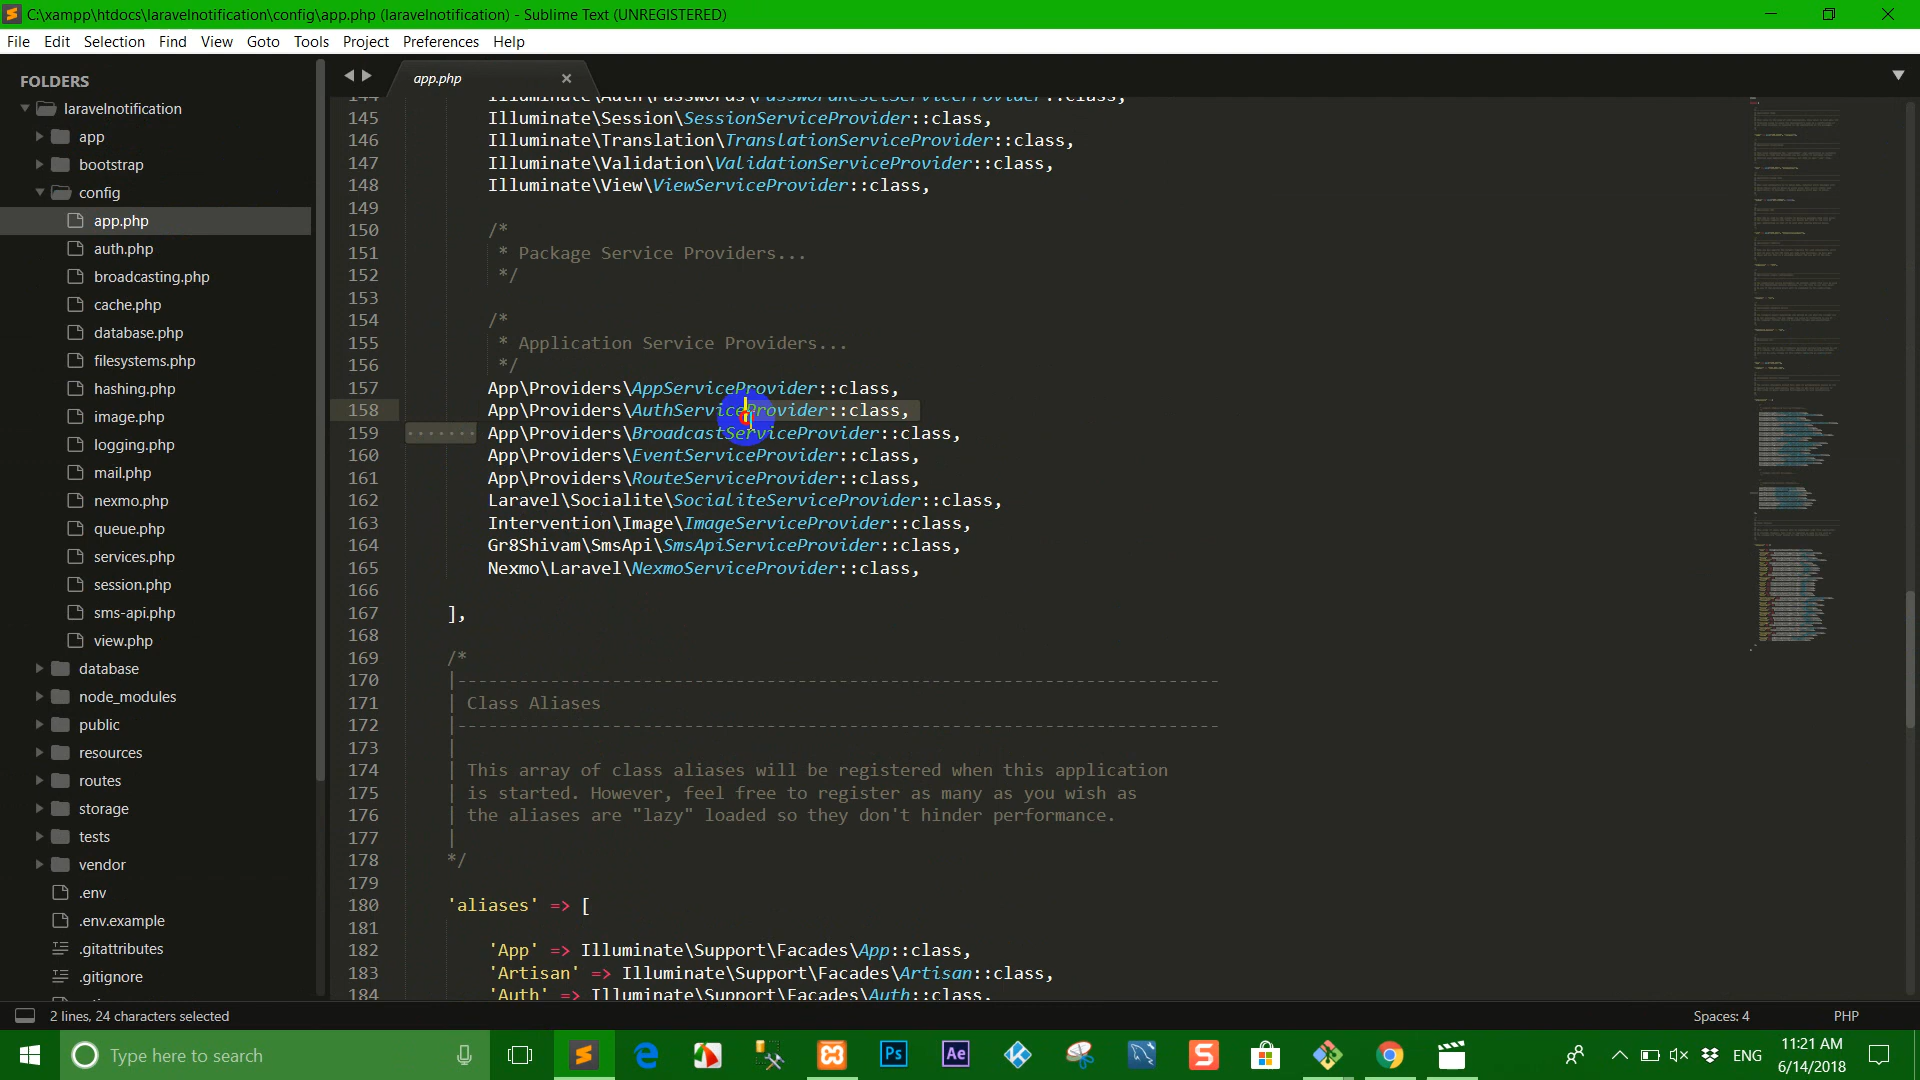 C:\xampp\htdocs\laravelnotification\config\app.php (laravelnotification) - Sublime Text (UNREGISTERED)
File Edit Selection Find View Goto Tools Project Preferences Help
FOLDERS
laravelnotification
app
bootstrap
config
app.php
auth.php
broadcasting.php
cache.php
database.php
filesystems.php
hashing.php
image.php
logging.php
mail.php
nexmo.php
queue.php
services.php
session.php
sms-api.php
view.php
database
node_modules
public
resources
routes
storage
tests
vendor
.env
.env.example
.gitattributes
.gitignore
app.php
144 Illuminate\Auth\Passwords\PasswordResetServiceProvider::class,
145 Illuminate\Session\SessionServiceProvider::class,
146 Illuminate\Translation\TranslationServiceProvider::class,
147 Illuminate\Validation\ValidationServiceProvider::class,
148 Illuminate\View\ViewServiceProvider::class,
149
150 /*
151 * Package Service Providers...
152 */
153
154 /*
155 * Application Service Providers...
156 */
157 App\Providers\AppServiceProvider::class,
158 App\Providers\AuthServiceProvider::class,
159 App\Providers\BroadcastServiceProvider::class,
160 App\Providers\EventServiceProvider::class,
161 App\Providers\RouteServiceProvider::class,
162 Laravel\Socialite\SocialiteServiceProvider::class,
163 Intervention\Image\ImageServiceProvider::class,
164 Gr8Shivam\SmsApi\SmsApiServiceProvider::class,
165 Nexmo\Laravel\NexmoServiceProvider::class,
166
167 ],
168
169 /*
170 |--------------------------------------------------------------------------
171 | Class Aliases
172 |--------------------------------------------------------------------------
173 |
174 | This array of class aliases will be registered when this application
175 | is started. However, feel free to register as many as you wish as
176 | the aliases are "lazy" loaded so they don't hinder performance.
177 |
178 */
179
180 'aliases' => [
181
182 'App' => Illuminate\Support\Facades\App::class,
183 'Artisan' => Illuminate\Support\Facades\Artisan::class,
184 'Auth' => Illuminate\Support\Facades\Auth::class,
2 lines, 24 characters selected
Spaces: 4 PHP
Type here to search
Ps
Ae
S
ENG
11:21 AM
6/14/2018